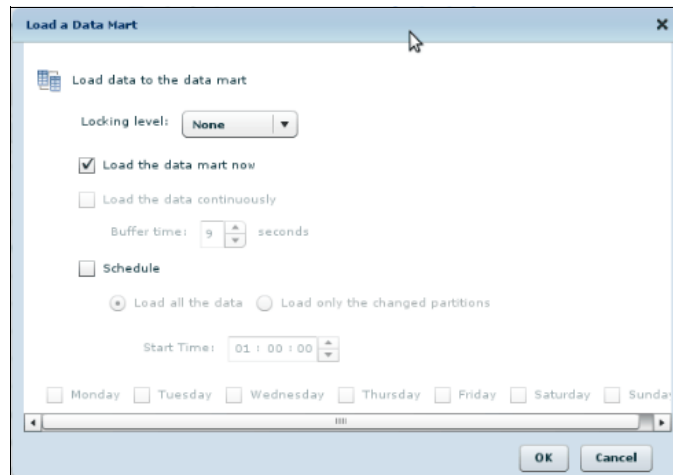 Load a Data Mart
Load data to the data mart
Locking level: None
Load the data mart now
Load the data continuously
Buffer time: 9 seconds
Schedule
Load all the data Load only the changed partitions
Start Time: 01 : 00 : 00
Monday Tuesday Wednesday Thursday Friday Saturday Sunda
OK Cancel